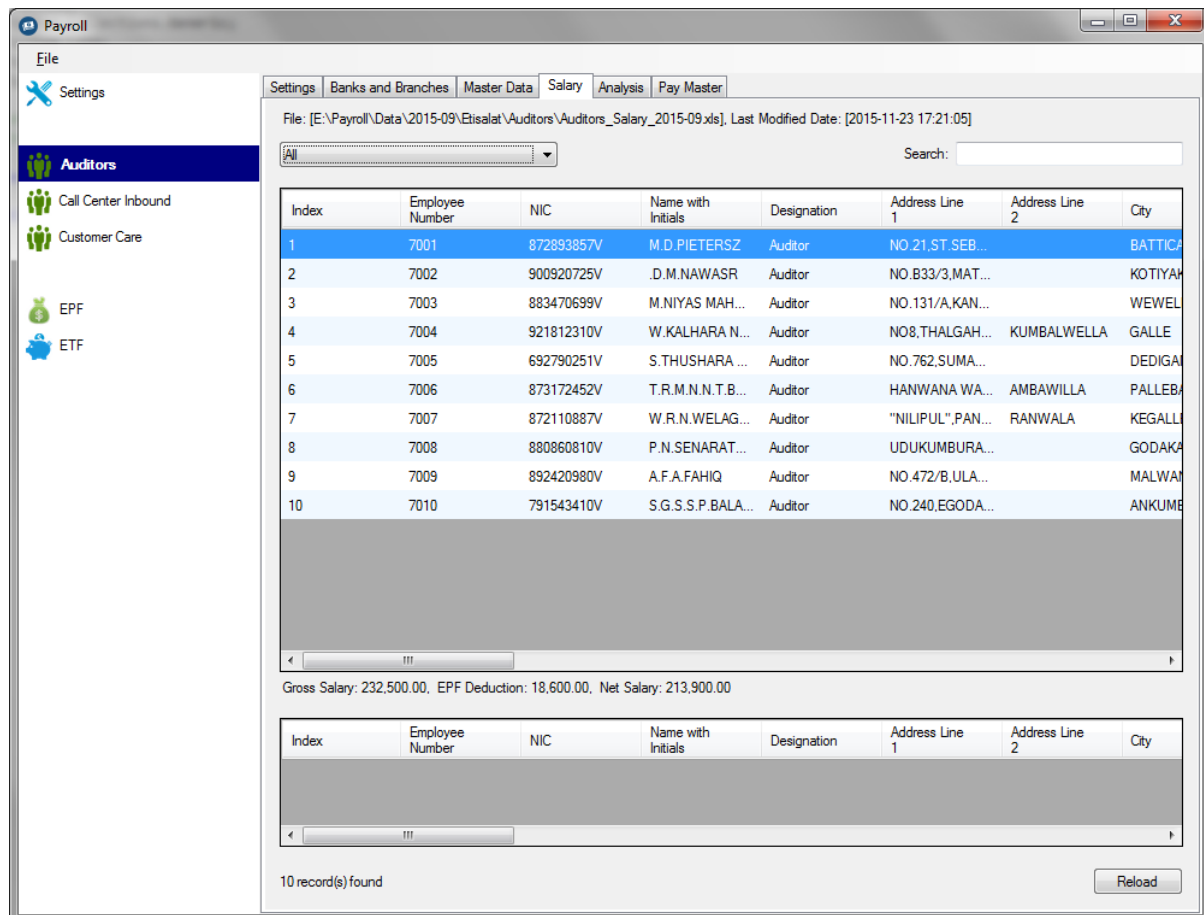 Payroll
File
Settings
Auditors
Call Center Inbound
Customer Care
EPF
ETF
Settings Banks and Branches Master Data Salary Analysis Pay Master
File: [E:\Payroll\Data\2015-09\Etisalat\Auditors\Auditors_Salary_2015-09.xls], Last Modified Date: [2015-11-23 17:21:05]
All Search:
Index Employee Number NIC Name with Initials Designation Address Line 1 Address Line 2 City
1 7001 872893857V M.D.PIETERSZ Auditor NO.21,ST.SEB... BATTICA
2 7002 900920725V .D.M.NAWASR Auditor NO.B33/3,MAT... KOTIYAK
3 7003 883470699V M.NIYAS MAH... Auditor NO.131/A,KAN... WEWEL
4 7004 921812310V W.KALHARA N... Auditor NO8,THALGAH... KUMBALWELLA GALLE
5 7005 692790251V S.THUSHARA ... Auditor NO.762,SUMA... DEDIGA
6 7006 873172452V T.R.M.N.N.T.B... Auditor HANWANA WA... AMBAWILLA PALLEBA
7 7007 872110887V W.R.N.WELAG... Auditor "NILIPUL",PAN... RANWALA KEGALL
8 7008 880860810V P.N.SENARAT... Auditor UDUKUMBURA... GODAKA
9 7009 892420980V A.F.A.FAHIQ Auditor NO.472/B,ULA... MALWAN
10 7010 791543410V S.G.S.S.P.BALA... Auditor NO.240,EGODA... ANKUMB
Gross Salary: 232,500.00, EPF Deduction: 18,600.00, Net Salary: 213,900.00
Index Employee Number NIC Name with Initials Designation Address Line 1 Address Line 2 City
10 record(s) found Reload